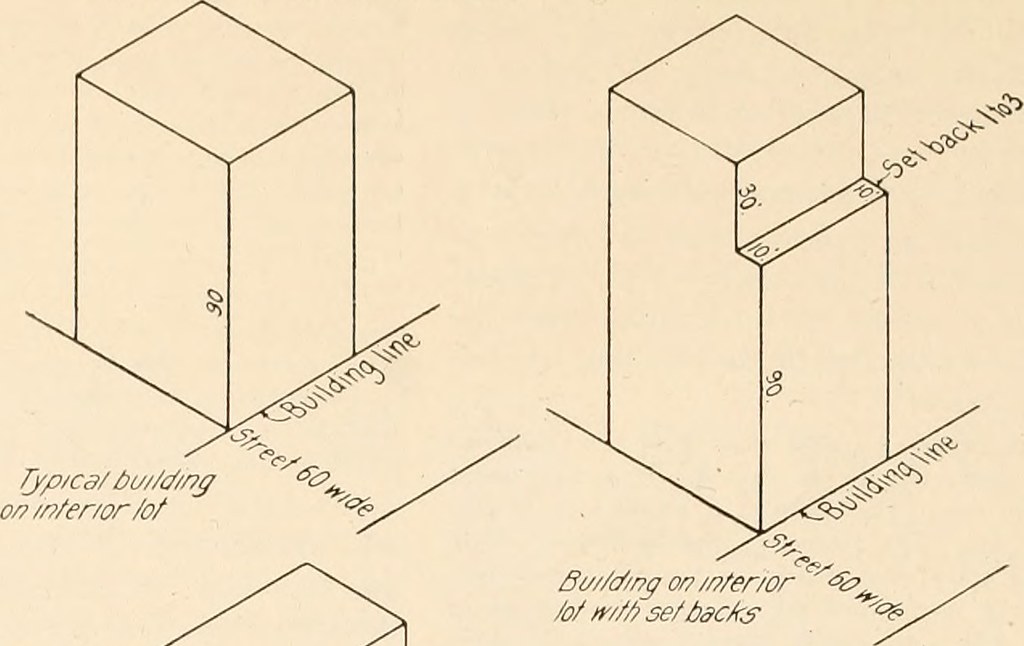 90
Building line
Street 60 wide
Typical building
on interior lot
Set back 1 to 3
30'
10'
10'
90'
Building line
Street 60 wide
Building on interior
lot with set backs